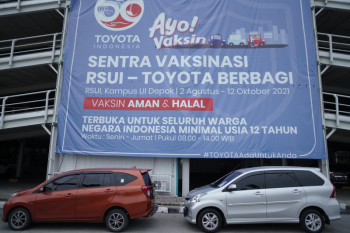 TOYOTA
INDONESIA
Ayo!
Vaksin
SENTRA VAKSINASI
RSUI – TOYOTA BERBAGI
RSUI, Kampus UI Depok | 2 Agustus - 12 Oktober 2021
VAKSIN AMAN & HALAL
TERBUKA UNTUK SELURUH WARGA
NEGARA INDONESIA MINIMAL USIA 12 TAHUN
Waktu : Senin - Jumat | Pukul 08.00 - 14.00 WIB
#TOYOTAAdaUntukAnda